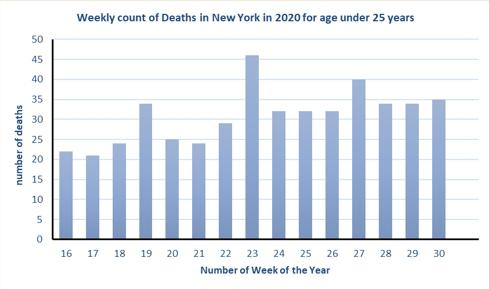 Weekly count of Deaths in New York in 2020 for age under 25 years
50
45
40
35
30
25
20
15
10
5
0
number of deaths
16 17 18 19 20 21 22 23 24 25 26 27 28 29 30
Number of Week of the Year